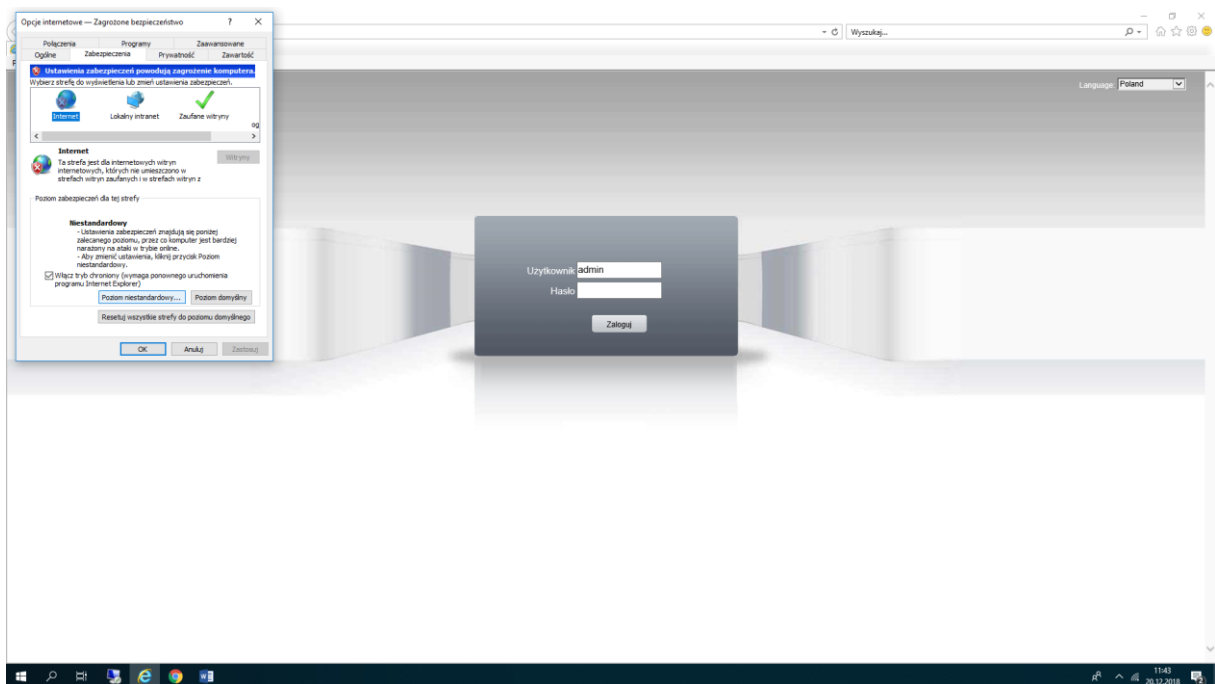 Opcje internetowe — Zagrożone bezpieczeństwo
Połączenia Programy Zaawansowane
Ogólne Zabezpieczenia Prywatność Zawartość
Ustawienia zabezpieczeń powodują zagrożenie komputera.
Wybierz strefę do wyświetlenia lub zmień ustawienia zabezpieczeń.
Internet Lokalny intranet Zaufane witryny
Internet
Witryny
Ta strefa jest dla internetowych witryn
internetowych, których nie umieszczono w
strefach witryn zaufanych i w strefach witryn z
Poziom zabezpieczeń dla tej strefy
Niestandardowy
- Ustawienia zabezpieczeń znajdują się poniżej
zalecanego poziomu, przez co komputer jest bardziej
narażony na ataki w trybie online.
- Aby zmienić ustawienia, kliknij przycisk Poziom
niestandardowy.
Włącz tryb chroniony (wymaga ponownego uruchomienia
programu Internet Explorer)
Poziom niestandardowy... Poziom domyślny
Resetuj wszystkie strefy do poziomu domyślnego
OK Anuluj Zastosuj
Wyszukaj...
Language: Poland
Użytkownik admin
Hasło
Zaloguj
11:43
20.12.2018